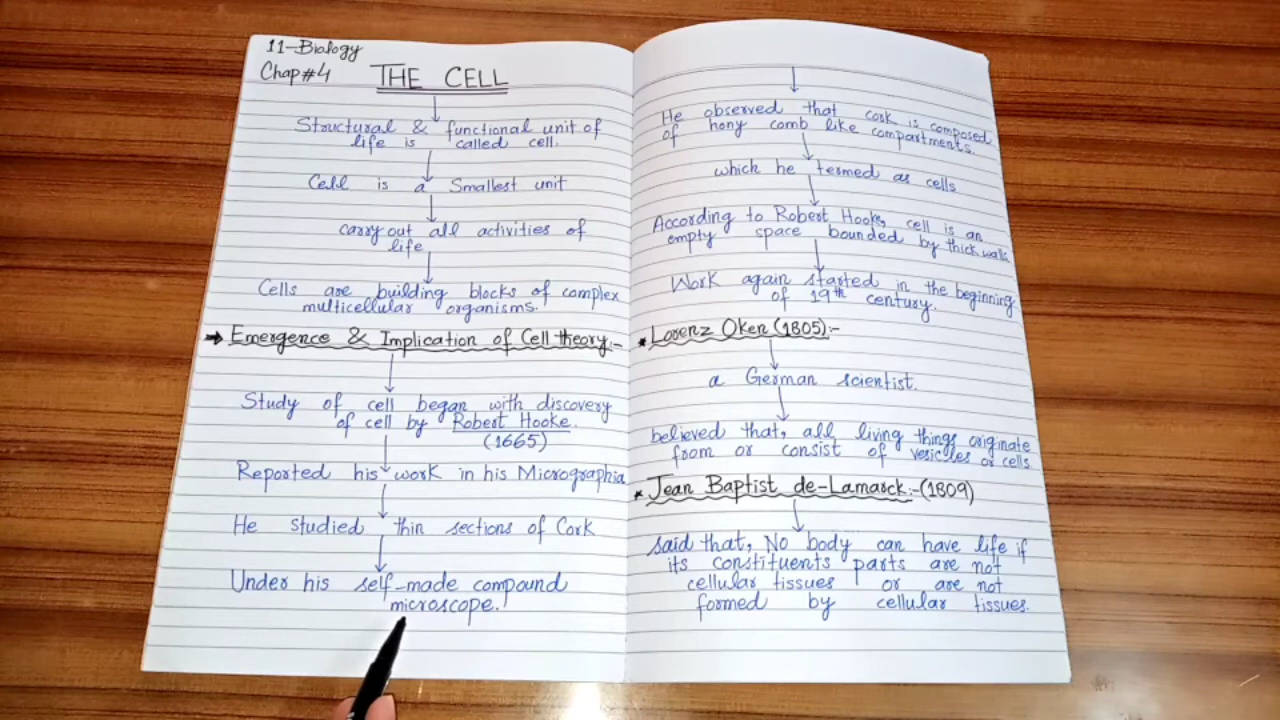 11-Biology
Chap#4
THE CELL
Structural & functional unit of
life is called cell.
Cell is a Smallest unit
carry out all activities of
life
Cells are building blocks of complex
multicellular organisms.
Emergence & Implication of Cell theory:-
Study of cell began with discovery
of cell by Robert Hooke.
(1665)
Reported his work in his Micrographia
He studied thin sections of Cork
Under his self-made compound
microscope.
He observed that cork is composed
of hony comb like compartments.
which he termed as cells
According to Robert Hooke, cell is an
empty space bounded by thick walls
Work again started in the beginning
of 19th century.
* Lorenz Oken (1805):-
a German scientist.
believed that, all living things originate
from or consist of vesicles or cells
* Jean Baptist de-Lamarck:-(1809)
said that, No body can have life if
its constituents parts are not
cellular tissues or are not
formed by cellular tissues.